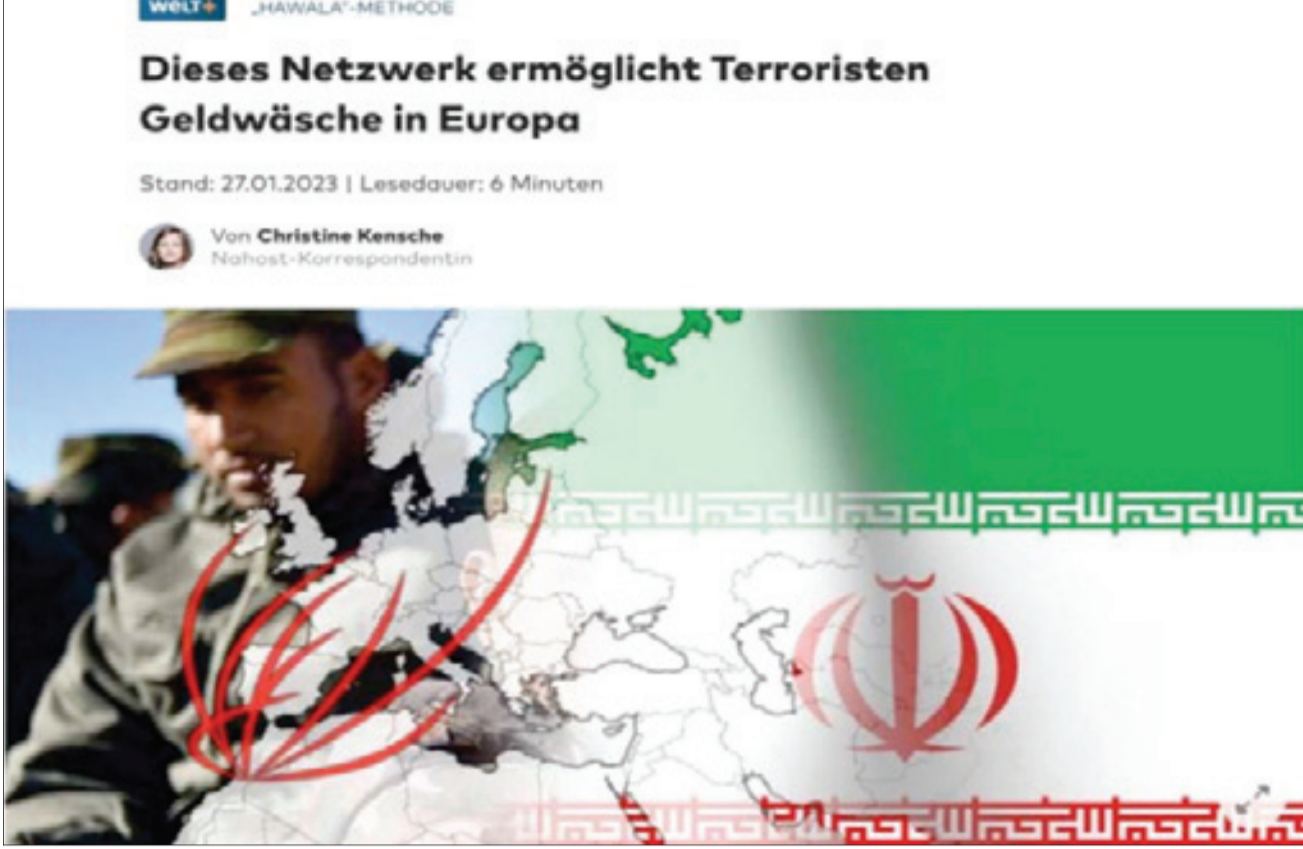 WELT+ „HAWALA“-METHODE
Dieses Netzwerk ermöglicht Terroristen
Geldwäsche in Europa
Stand: 27.01.2023 | Lesedauer: 6 Minuten
Von Christine Kensche
Nahost-Korrespondentin